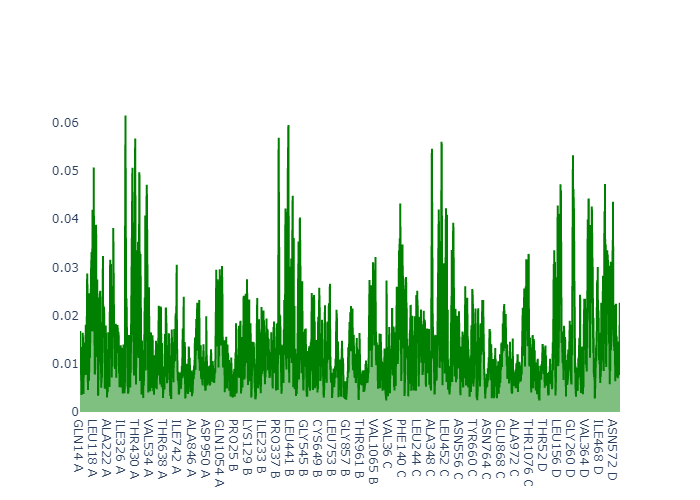 0.06
0.05
0.04
0.03
0.02
0.01
0
GLN14 A
LEU118 A
ALA222 A
ILE326 A
THR430 A
VAL534 A
THR638 A
ILE742 A
ALA846 A
ASP950 A
GLN1054 A
PRO25 B
LYS129 B
ILE233 B
PRO337 B
LEU441 B
GLY545 B
CYS649 B
LEU753 B
GLY857 B
THR961 B
VAL1065 B
VAL36 C
PHE140 C
LEU244 C
ALA348 C
LEU452 C
ASN556 C
TYR660 C
ASN764 C
GLU868 C
ALA972 C
THR1076 C
THR52 D
LEU156 D
GLY260 D
VAL364 D
ILE468 D
ASN572 D